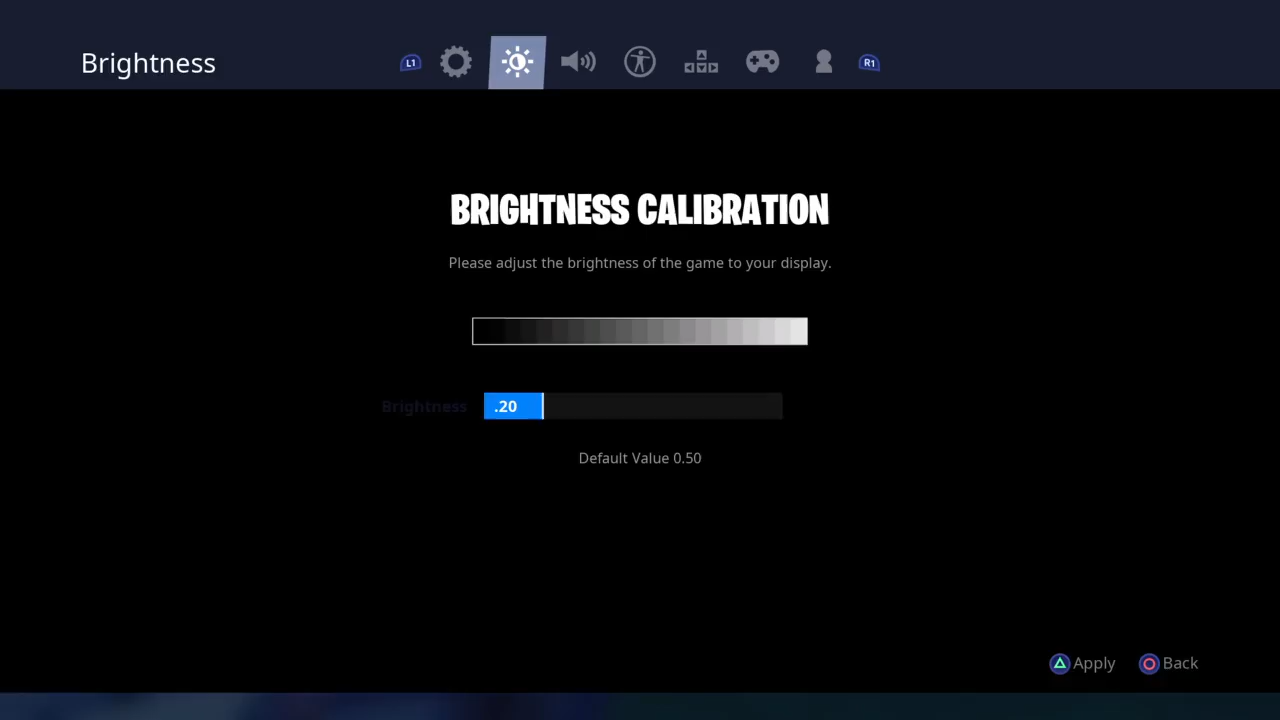 Brightness
L1
R1
BRIGHTNESS CALIBRATION
Please adjust the brightness of the game to your display.
Brightness
.20
Default Value 0.50
Apply
Back